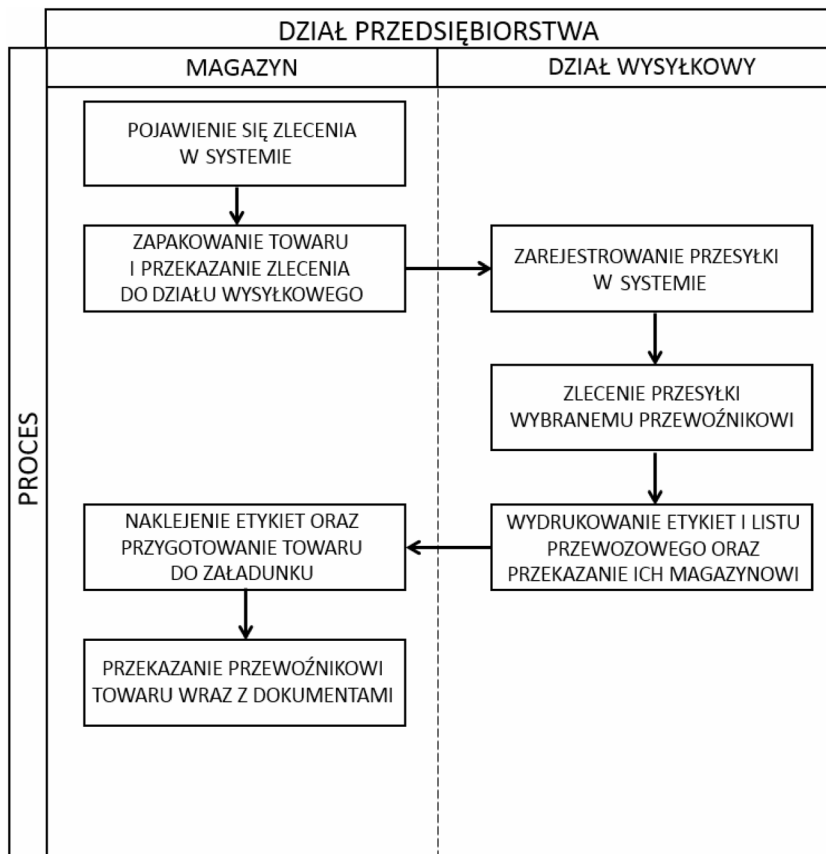 DZIAŁ PRZEDSIĘBIORSTWA
MAGAZYN
DZIAŁ WYSYŁKOWY
PROCES
POJAWIENIE SIĘ ZLECENIA
W SYSTEMIE
ZAPAKOWANIE TOWARU
I PRZEKAZANIE ZLECENIA
DO DZIAŁU WYSYŁKOWEGO
ZAREJESTROWANIE PRZESYŁKI
W SYSTEMIE
ZLECENIE PRZESYŁKI
WYBRANEMU PRZEWOŹNIKOWI
WYDRUKOWANIE ETYKIET I LISTU
PRZEWOZOWEGO ORAZ
PRZEKAZANIE ICH MAGAZYNOWI
NAKLEJENIE ETYKIET ORAZ
PRZYGOTOWANIE TOWARU
DO ZAŁADUNKU
PRZEKAZANIE PRZEWOŹNIKOWI
TOWARU WRAZ Z DOKUMENTAMI